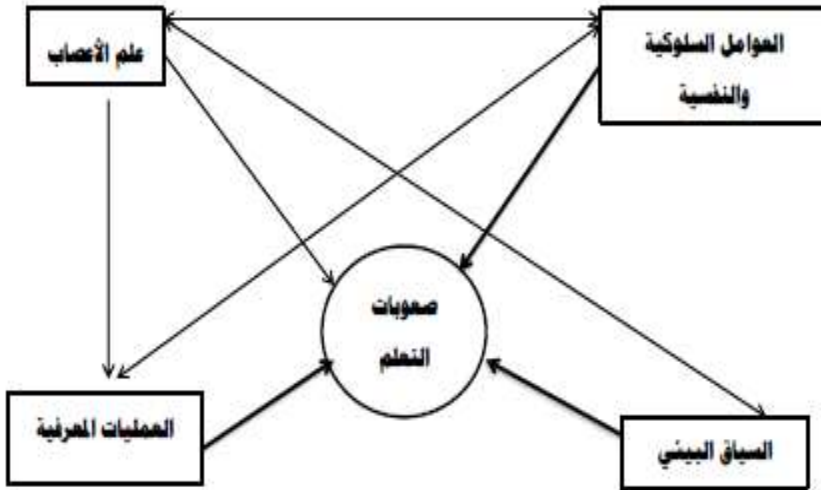 العوامل السلوكية
والنفسية
علم الأعصاب
صعوبات
التعلم
العمليات المعرفية
السياق البيئي